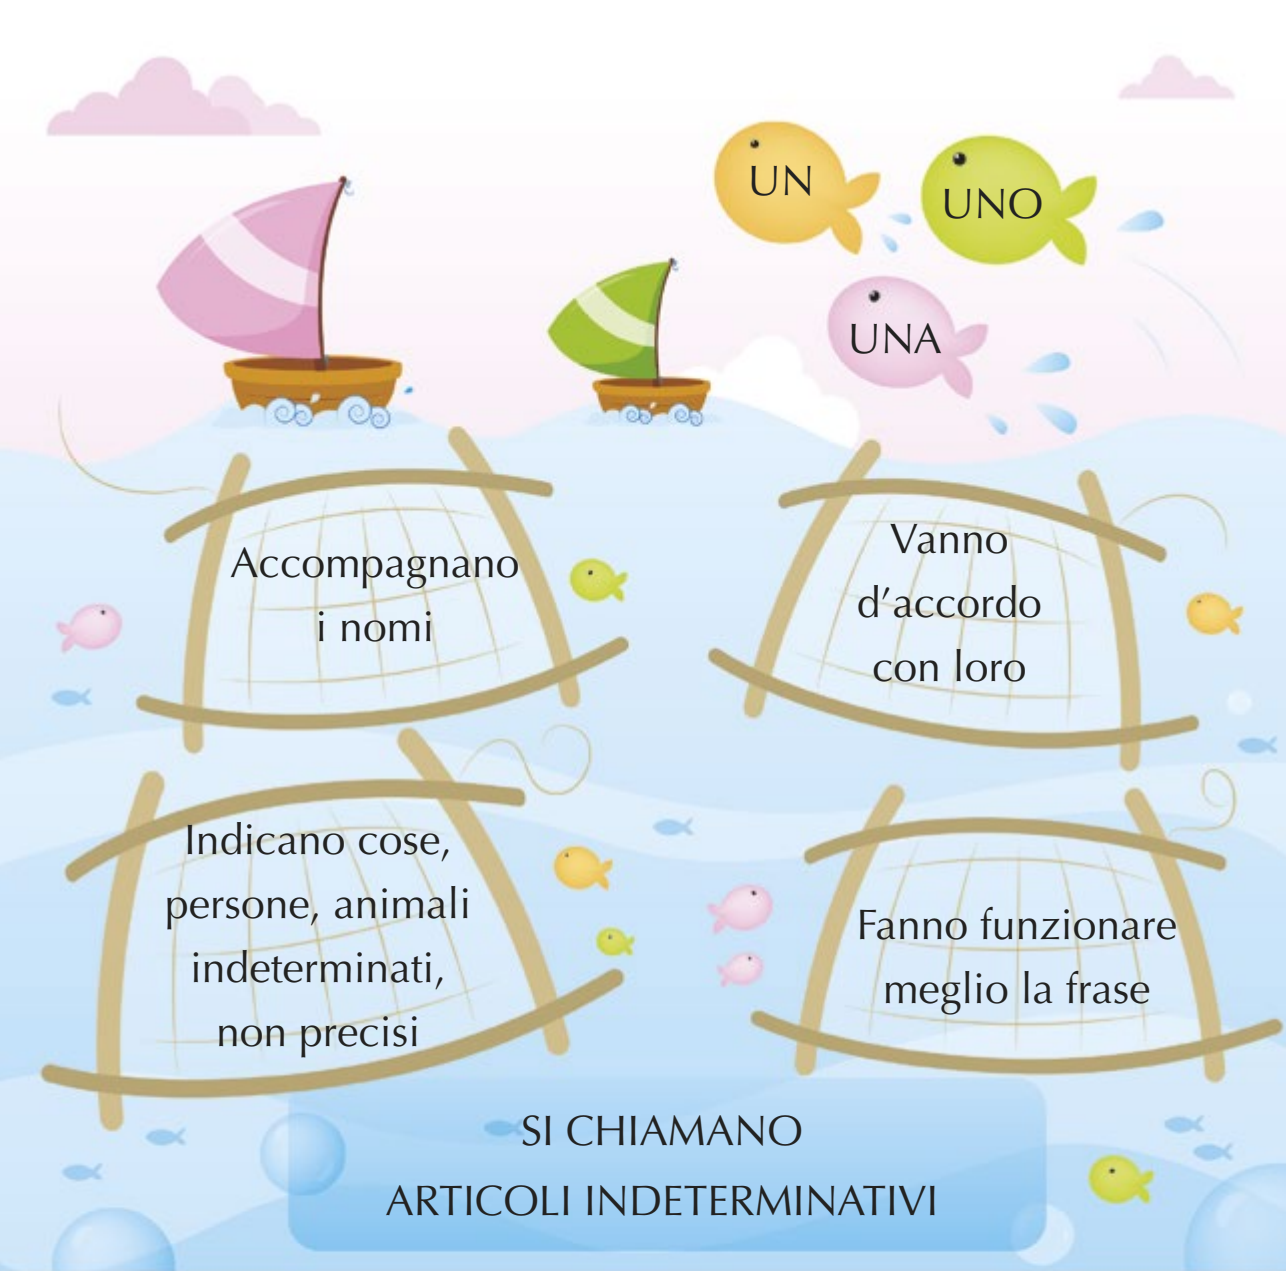 UN
UNO
UNA
Accompagnano
i nomi
Vanno
d’accordo
con loro
Indicano cose,
persone, animali
indeterminati,
non precisi
Fanno funzionare
meglio la frase
SI CHIAMANO
ARTICOLI INDETERMINATIVI